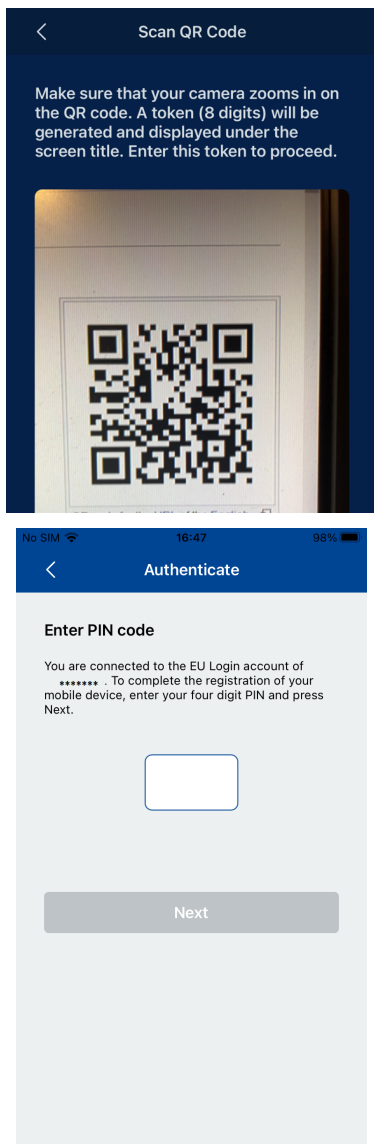 Scan QR Code
Make sure that your camera zooms in on
the QR code. A token (8 digits) will be
generated and displayed under the
screen title. Enter this token to proceed.
No SIM 16:47 98%
Authenticate
Enter PIN code
You are connected to the EU Login account of
******* . To complete the registration of your
mobile device, enter your four digit PIN and press
Next.
Next